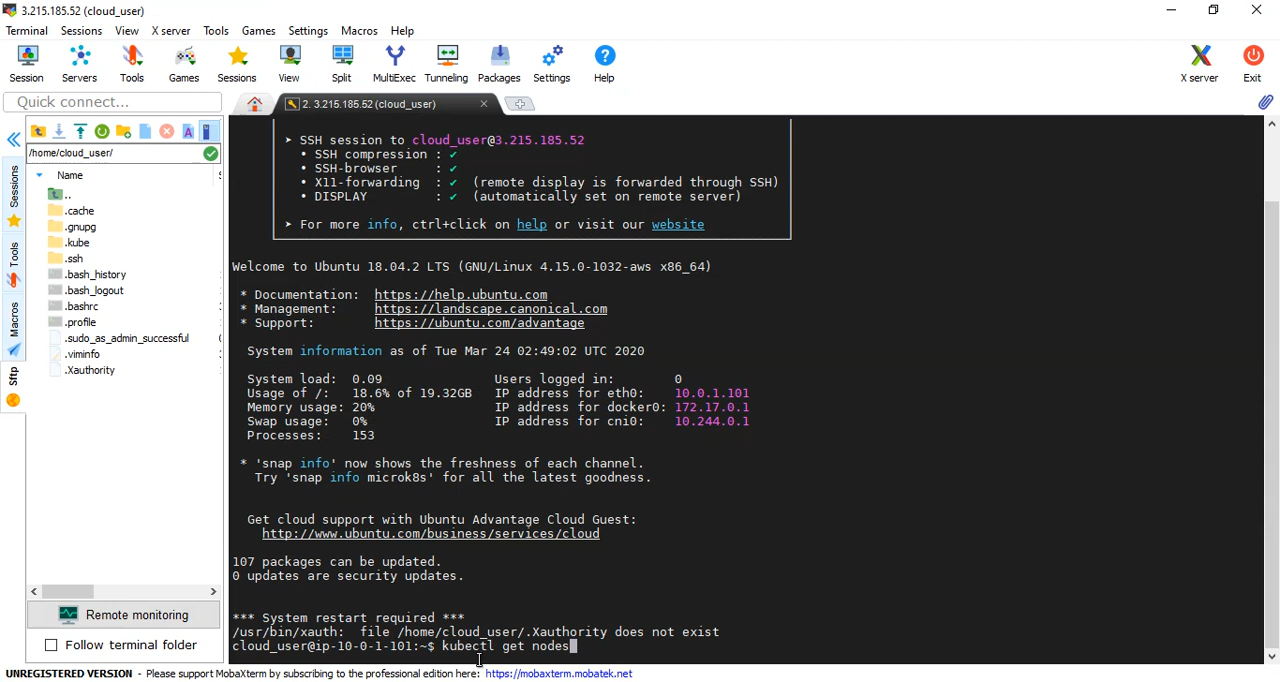 3.215.185.52 (cloud_user)
Terminal Sessions View X server Tools Games Settings Macros Help
Session Servers Tools Games Sessions View Split MultiExec Tunneling Packages Settings Help X server Exit
Quick connect...
2. 3.215.185.52 (cloud_user)
/home/cloud_user/
Name
..
.cache
.gnupg
.kube
.ssh
.bash_history
.bash_logout
.bashrc
.profile
.sudo_as_admin_successful
.viminfo
.Xauthority
Sessions
Tools
Macros
Sftp
Remote monitoring
Follow terminal folder
➤ SSH session to cloud_user@3.215.185.52
• SSH compression : ✔
• SSH-browser : ✔
• X11-forwarding : ✔ (remote display is forwarded through SSH)
• DISPLAY : ✔ (automatically set on remote server)
➤ For more info, ctrl+click on help or visit our website
Welcome to Ubuntu 18.04.2 LTS (GNU/Linux 4.15.0-1032-aws x86_64)
* Documentation: https://help.ubuntu.com
* Management: https://landscape.canonical.com
* Support: https://ubuntu.com/advantage
System information as of Tue Mar 24 02:49:02 UTC 2020
System load: 0.09 Users logged in: 0
Usage of /: 18.6% of 19.32GB IP address for eth0: 10.0.1.101
Memory usage: 20% IP address for docker0: 172.17.0.1
Swap usage: 0% IP address for cni0: 10.244.0.1
Processes: 153
* 'snap info' now shows the freshness of each channel.
Try 'snap info microk8s' for all the latest goodness.
Get cloud support with Ubuntu Advantage Cloud Guest:
http://www.ubuntu.com/business/services/cloud
107 packages can be updated.
0 updates are security updates.
*** System restart required ***
/usr/bin/xauth: file /home/cloud_user/.Xauthority does not exist
cloud_user@ip-10-0-1-101:~$ kubectl get nodes
UNREGISTERED VERSION - Please support MobaXterm by subscribing to the professional edition here: https://mobaxterm.mobatek.net